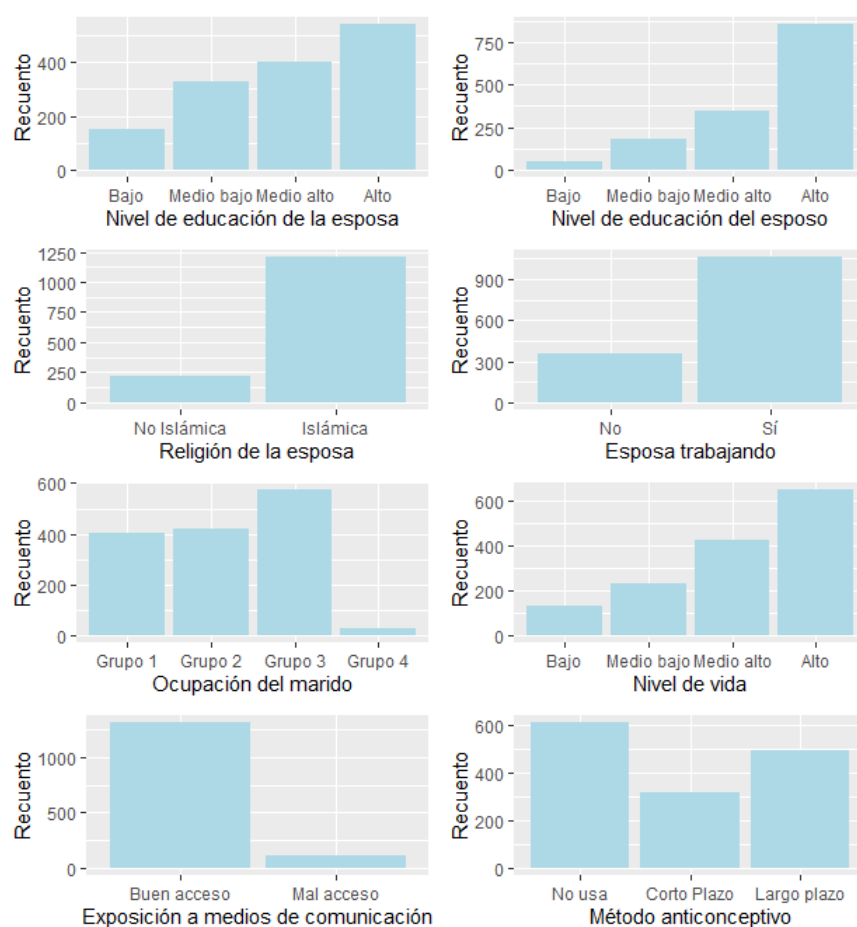 Recuento
400
200
0
Bajo Medio bajo Medio alto Alto
Nivel de educación de la esposa
Recuento
750
500
250
0
Bajo Medio bajo Medio alto Alto
Nivel de educación del esposo
Recuento
1250
1000
750
500
250
0
No Islámica Islámica
Religión de la esposa
Recuento
900
600
300
0
No Sí
Esposa trabajando
Recuento
600
400
200
0
Grupo 1 Grupo 2 Grupo 3 Grupo 4
Ocupación del marido
Recuento
600
400
200
0
Bajo Medio bajo Medio alto Alto
Nivel de vida
Recuento
1000
500
0
Buen acceso Mal acceso
Exposición a medios de comunicación
Recuento
600
400
200
0
No usa Corto Plazo Largo plazo
Método anticonceptivo